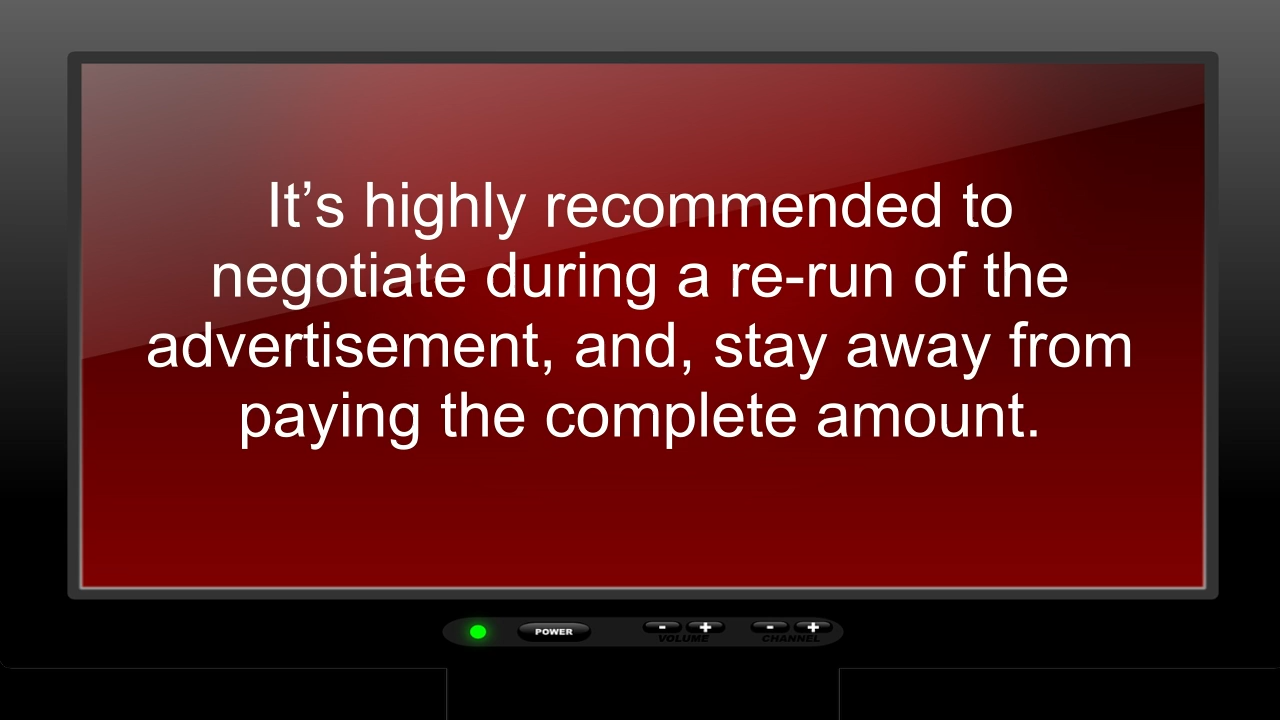 It’s highly recommended to
negotiate during a re-run of the
advertisement, and, stay away from
paying the complete amount.
POWER
- +
VOLUME
- +
CHANNEL